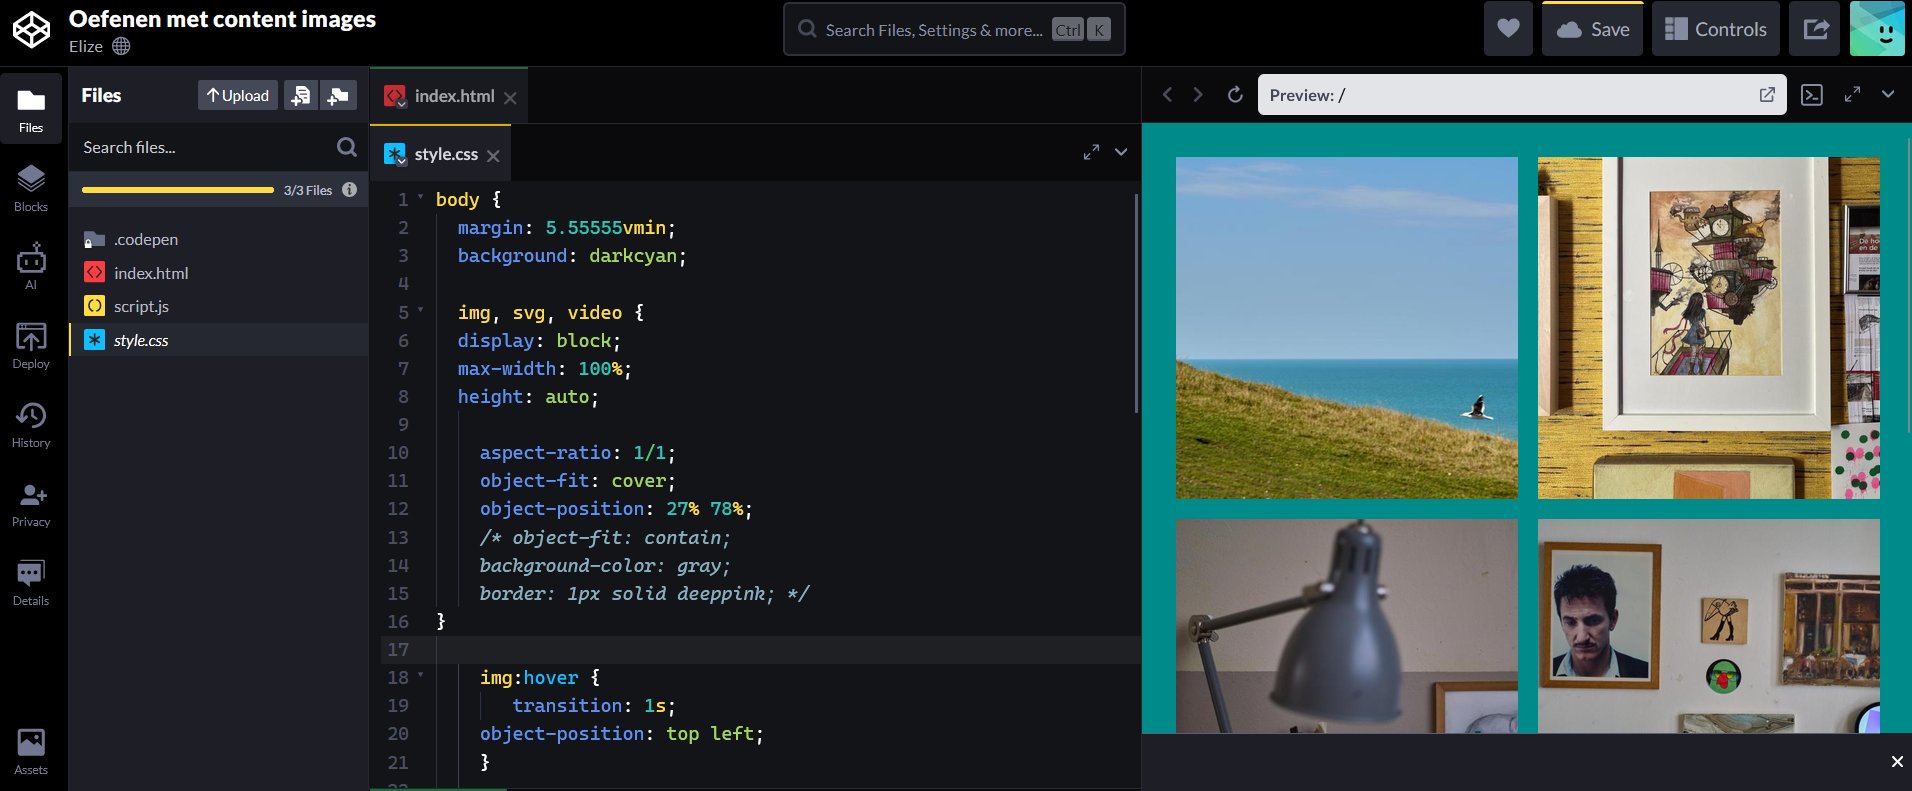 Oefenen met content images
Elize
Search Files, Settings & more... Ctrl K
Save
Controls
Files
Blocks
AI
Deploy
History
Privacy
Details
Assets
Files
Upload
Search files...
3/3 Files
.codepen
index.html
script.js
style.css
index.html
style.css
1 body {
2 margin: 5.55555vmin;
3 background: darkcyan;
4
5 img, svg, video {
6 display: block;
7 max-width: 100%;
8 height: auto;
9
10 aspect-ratio: 1/1;
11 object-fit: cover;
12 object-position: 27% 78%;
13 /* object-fit: contain;
14 background-color: gray;
15 border: 1px solid deeppink; */
16 }
17
18 img:hover {
19 transition: 1s;
20 object-position: top left;
21 }
Preview: /